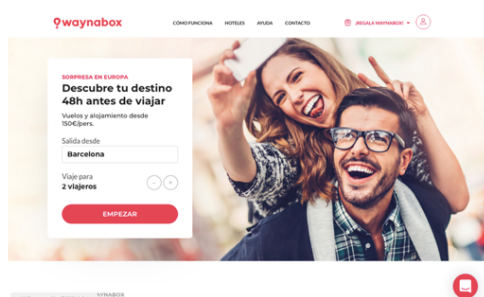 waynabox
CÓMO FUNCIONA HOTELES AYUDA CONTACTO ¡REGALA WAYNABOX!
SORPRESA EN EUROPA
Descubre tu destino
48h antes de viajar
Vuelos y alojamiento desde
150€/pers.
Salida desde
Barcelona
Viaje para
2 viajeros
- +
EMPEZAR